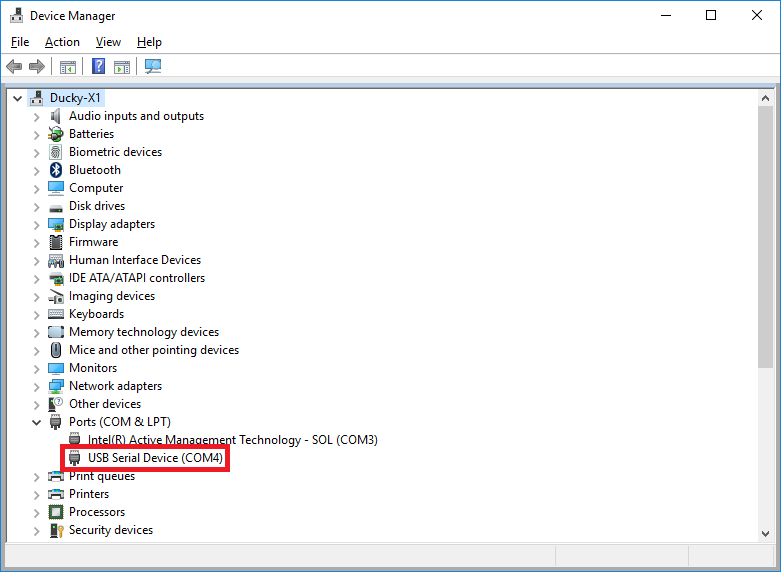 Device Manager
File Action View Help
Ducky-X1
Audio inputs and outputs
Batteries
Biometric devices
Bluetooth
Computer
Disk drives
Display adapters
Firmware
Human Interface Devices
IDE ATA/ATAPI controllers
Imaging devices
Keyboards
Memory technology devices
Mice and other pointing devices
Monitors
Network adapters
Other devices
Ports (COM & LPT)
Intel(R) Active Management Technology - SOL (COM3)
USB Serial Device (COM4)
Print queues
Printers
Processors
Security devices